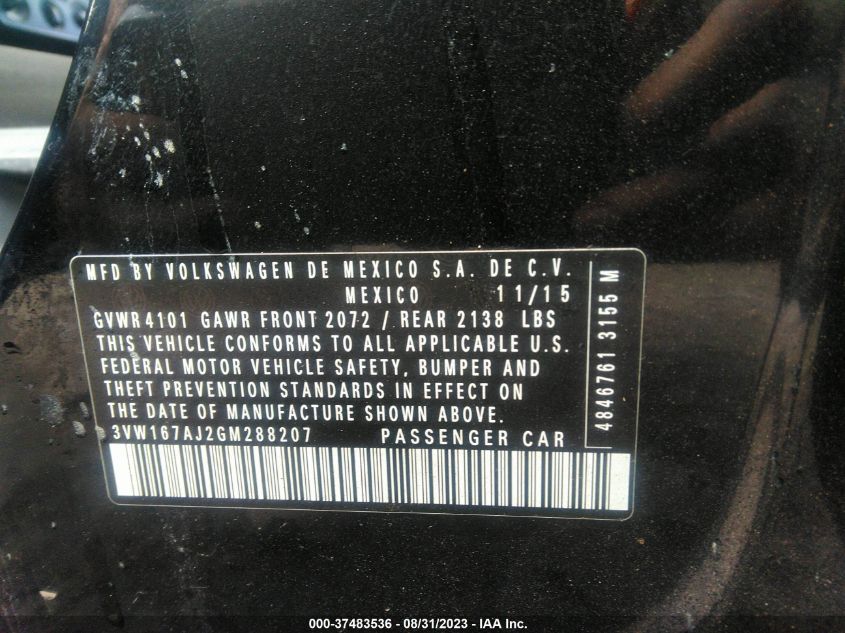 MFD BY VOLKSWAGEN DE MEXICO S.A. DE C.V.
MEXICO 11/15
GVWR 4101 GAWR FRONT 2072 / REAR 2138 LBS
THIS VEHICLE CONFORMS TO ALL APPLICABLE U.S.
FEDERAL MOTOR VEHICLE SAFETY, BUMPER AND
THEFT PREVENTION STANDARDS IN EFFECT ON
THE DATE OF MANUFACTURE SHOWN ABOVE.
3VW167AJ2GM288207 PASSENGER CAR
4846761 3155 M
000-37483536 - 08/31/2023 - IAA Inc.